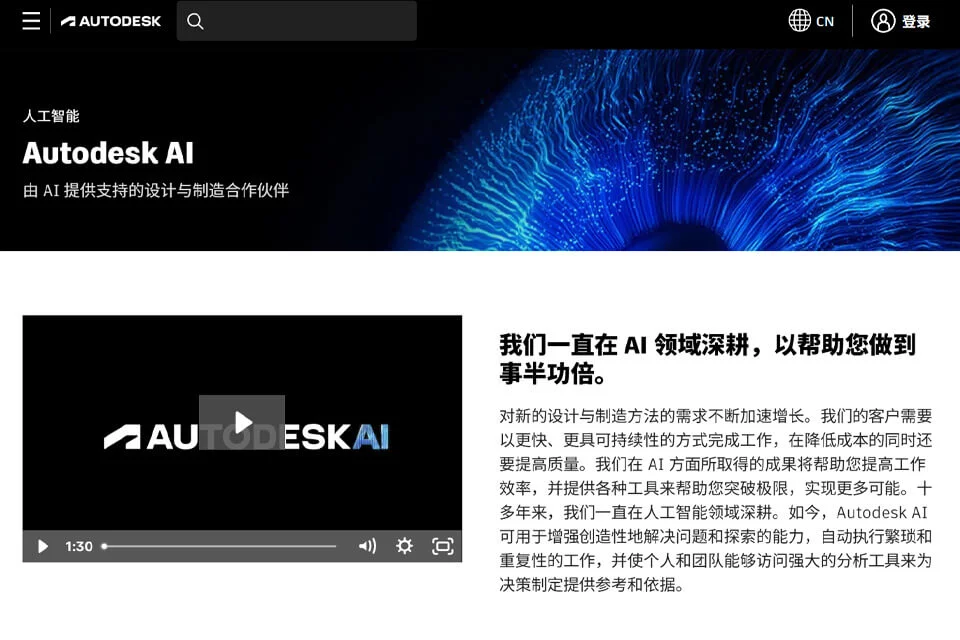 AUTODESK
CN
登录
人工智能
Autodesk AI
由 AI 提供支持的设计与制造合作伙伴
AUTODESK AI
1:30
我们一直在 AI 领域深耕，以帮助您做到
事半功倍。
对新的设计与制造方法的需求不断加速增长。我们的客户需要
以更快、更具可持续性的方式完成工作，在降低成本的同时还
要提高质量。我们在 AI 方面所取得的成果将帮助您提高工作
效率，并提供各种工具来帮助您突破极限，实现更多可能。十
多年来，我们一直在人工智能领域深耕。如今，Autodesk AI
可用于增强创造性地解决问题和探索的能力，自动执行繁琐和
重复性的工作，并使个人和团队能够访问强大的分析工具来为
决策制定提供参考和依据。